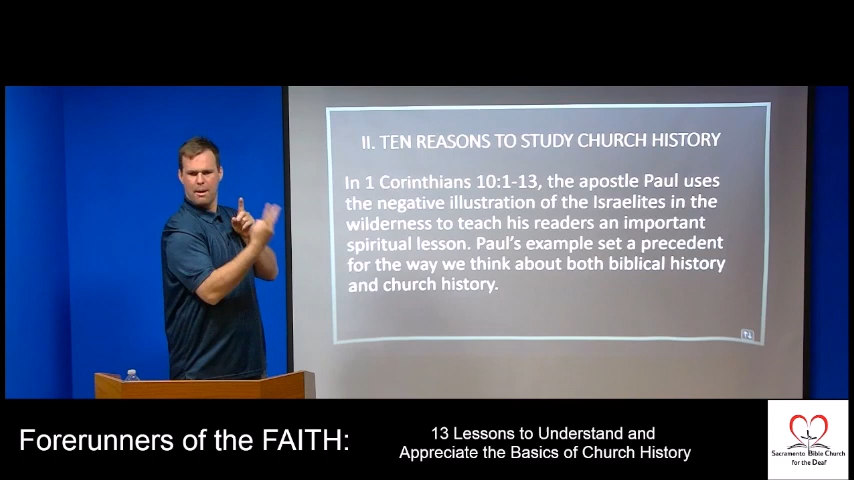 II. TEN REASONS TO STUDY CHURCH HISTORY
In 1 Corinthians 10:1-13, the apostle Paul uses
the negative illustration of the Israelites in the
wilderness to teach his readers an important
spiritual lesson. Paul's example set a precedent
for the way we think about both biblical history
and church history.
Forerunners of the FAITH:
13 Lessons to Understand and
Appreciate the Basics of Church History
Sacramento Bible Church
for the Deaf